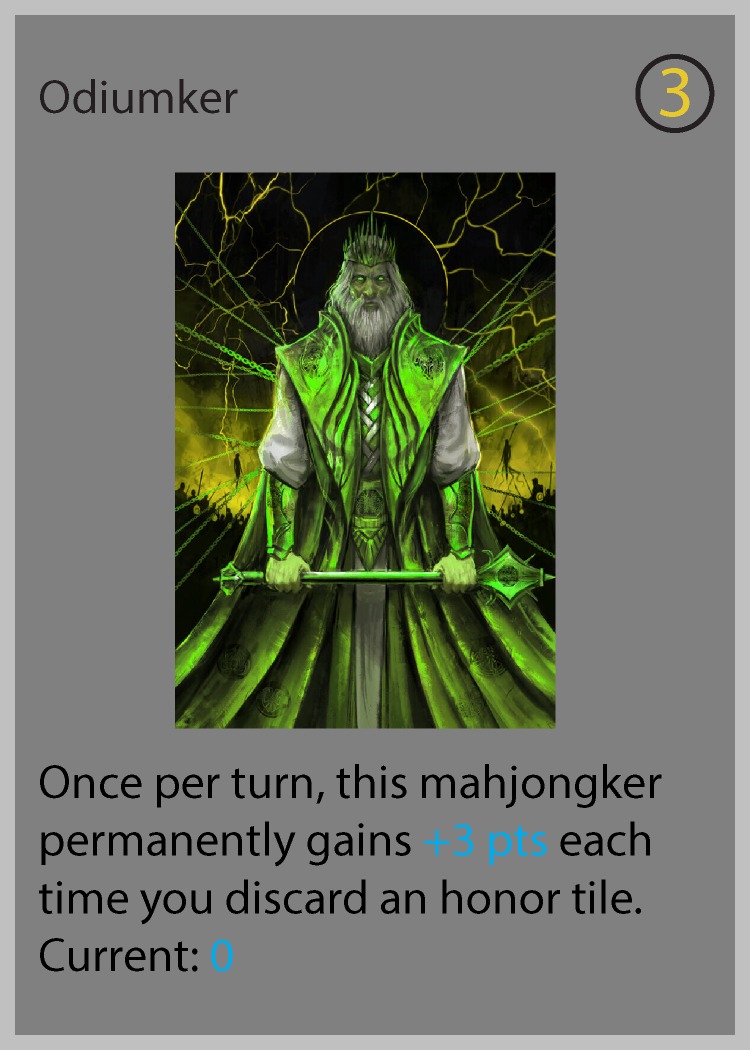 Odiumker
3
Once per turn, this mahjongker
permanently gains +3 pts each
time you discard an honor tile.
Current: 0